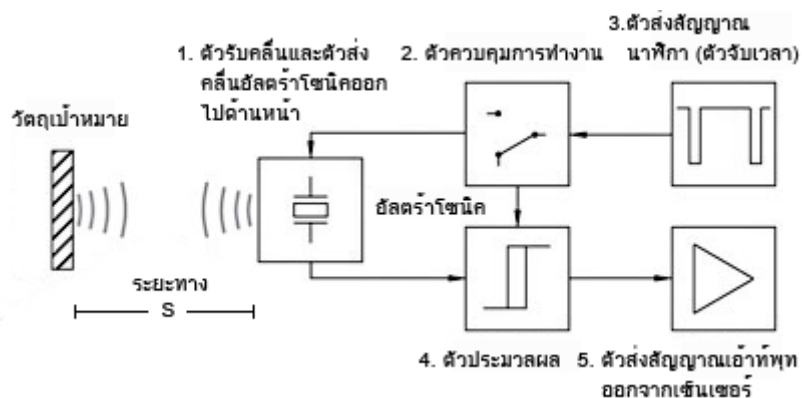 3.ตัวส่งสัญญาณ
นาฬิกา (ตัวจับเวลา)
1. ตัวรับคลื่นและตัวส่ง
คลื่นอัลตร้าโซนิคออก
ไปด้านหน้า
2. ตัวควบคุมการทำงาน
วัตถุเป้าหมาย
อัลตร้าโซนิค
ระยะทาง
S
4. ตัวประมวลผล
5. ตัวส่งสัญญาณเอ้าท์พุท
ออกจากเซ็นเซอร์